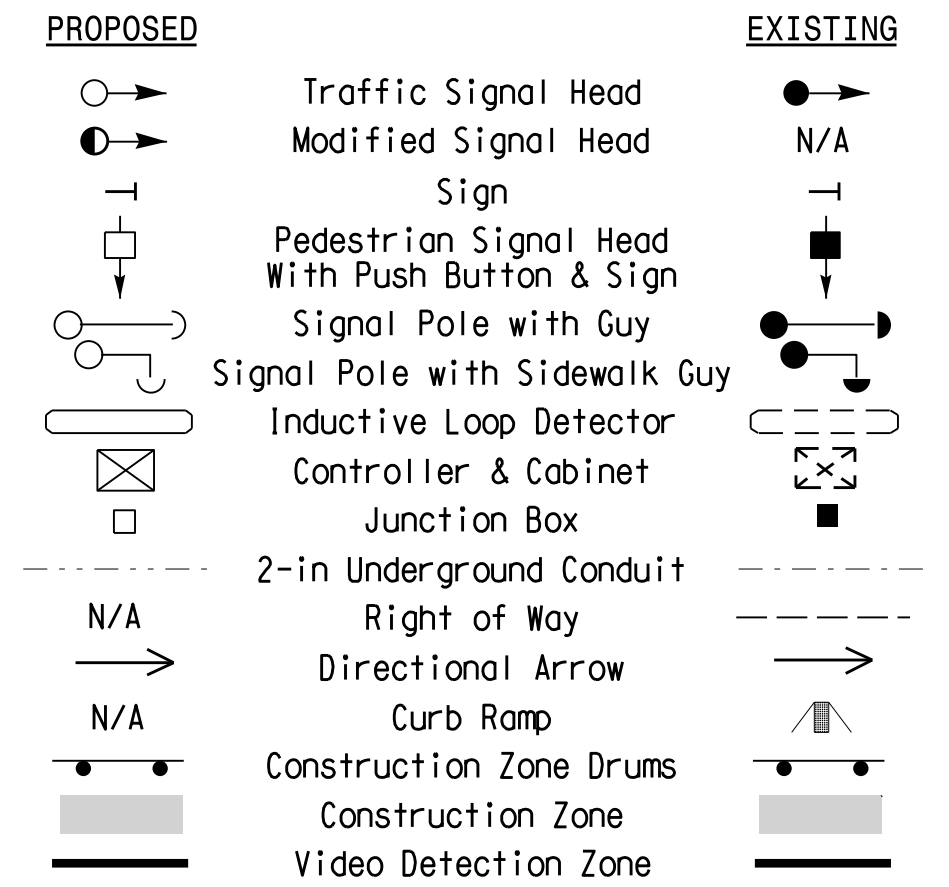 PROPOSED EXISTING
Traffic Signal Head
Modified Signal Head N/A
Sign
Pedestrian Signal Head
With Push Button & Sign
Signal Pole with Guy
Signal Pole with Sidewalk Guy
Inductive Loop Detector
Controller & Cabinet
Junction Box
2-in Underground Conduit
N/A Right of Way
Directional Arrow
N/A Curb Ramp
Construction Zone Drums
Construction Zone
Video Detection Zone